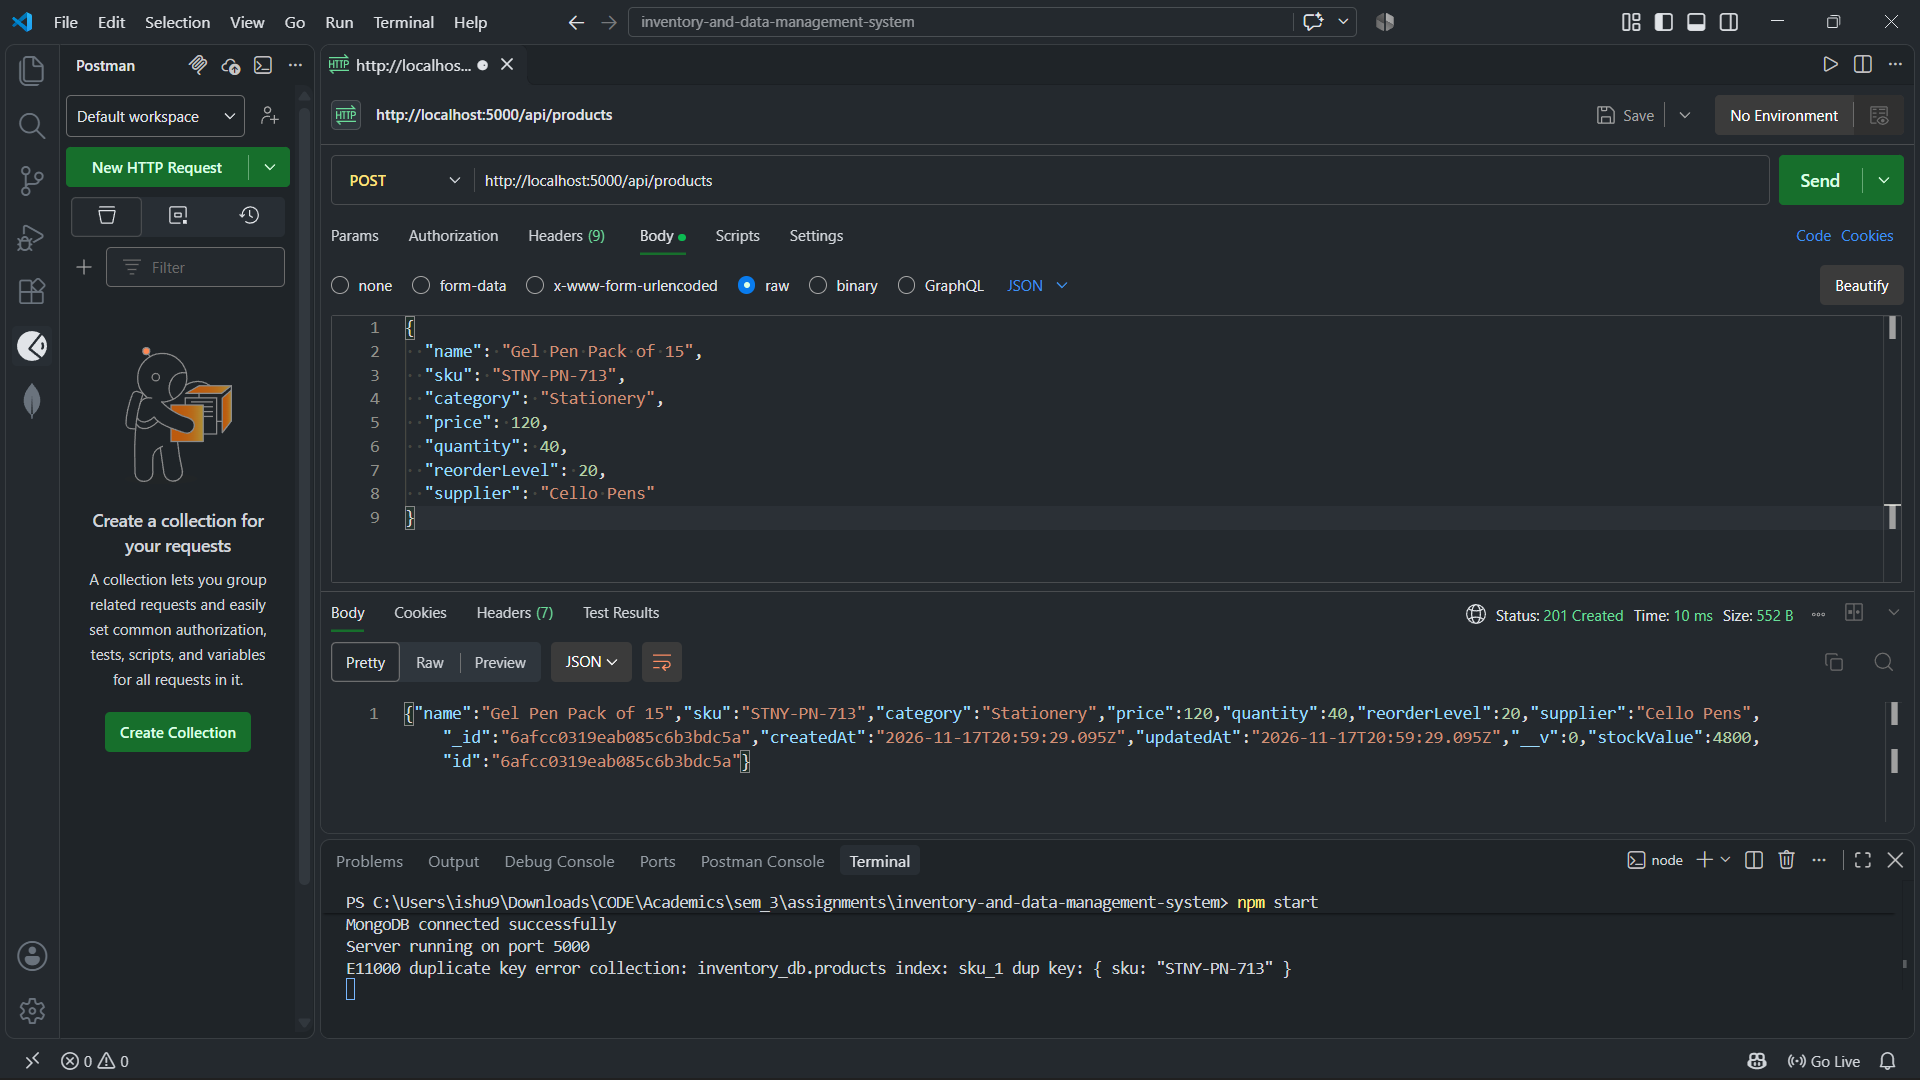 File Edit Selection View Go Run Terminal Help
inventory-and-data-management-system
Postman
Default workspace
New HTTP Request
Filter
Create a collection for
your requests
A collection lets you group
related requests and easily
set common authorization,
tests, scripts, and variables
for all requests in it.
Create Collection
HTTP http://localhos...
HTTP http://localhost:5000/api/products
Save
No Environment
POST http://localhost:5000/api/products
Send
Params Authorization Headers (9) Body Scripts Settings
Code Cookies
none form-data x-www-form-urlencoded raw binary GraphQL JSON
Beautify
1 {
2 "name": "Gel Pen Pack of 15",
3 "sku": "STNY-PN-713",
4 "category": "Stationery",
5 "price": 120,
6 "quantity": 40,
7 "reorderLevel": 20,
8 "supplier": "Cello Pens"
9 }
Body Cookies Headers (7) Test Results
Status: 201 Created Time: 10 ms Size: 552 B
Pretty Raw Preview JSON
1 {"name":"Gel Pen Pack of 15","sku":"STNY-PN-713","category":"Stationery","price":120,"quantity":40,"reorderLevel":20,"supplier":"Cello Pens",
"_id":"6afcc0319eab085c6b3bdc5a","createdAt":"2026-11-17T20:59:29.095Z","updatedAt":"2026-11-17T20:59:29.095Z","__v":0,"stockValue":4800,
"id":"6afcc0319eab085c6b3bdc5a"}
Problems Output Debug Console Ports Postman Console Terminal
node
PS C:\Users\ishu9\Downloads\CODE\Academics\sem_3\assignments\inventory-and-data-management-system> npm start
MongoDB connected successfully
Server running on port 5000
E11000 duplicate key error collection: inventory_db.products index: sku_1 dup key: { sku: "STNY-PN-713" }
0 0
Go Live